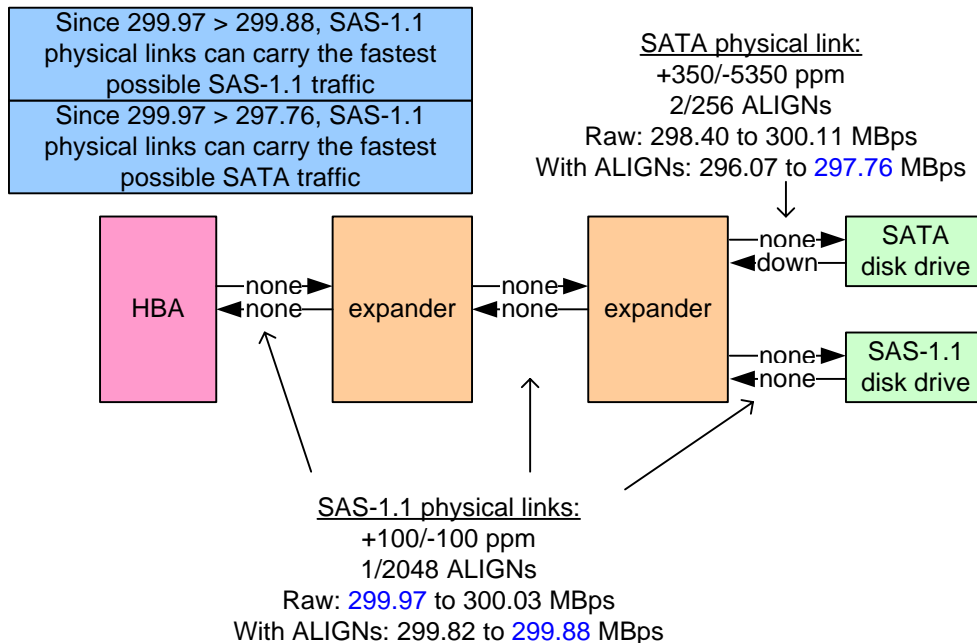 Since 299.97 > 299.88, SAS-1.1
physical links can carry the fastest
possible SAS-1.1 traffic
Since 299.97 > 297.76, SAS-1.1
physical links can carry the fastest
possible SATA traffic
SATA physical link:
+350/-5350 ppm
2/256 ALIGNs
Raw: 298.40 to 300.11 MBps
With ALIGNs: 296.07 to 297.76 MBps
HBA
none
none
expander
none
none
expander
none
down
SATA
disk drive
none
none
SAS-1.1
disk drive
SAS-1.1 physical links:
+100/-100 ppm
1/2048 ALIGNs
Raw: 299.97 to 300.03 MBps
With ALIGNs: 299.82 to 299.88 MBps